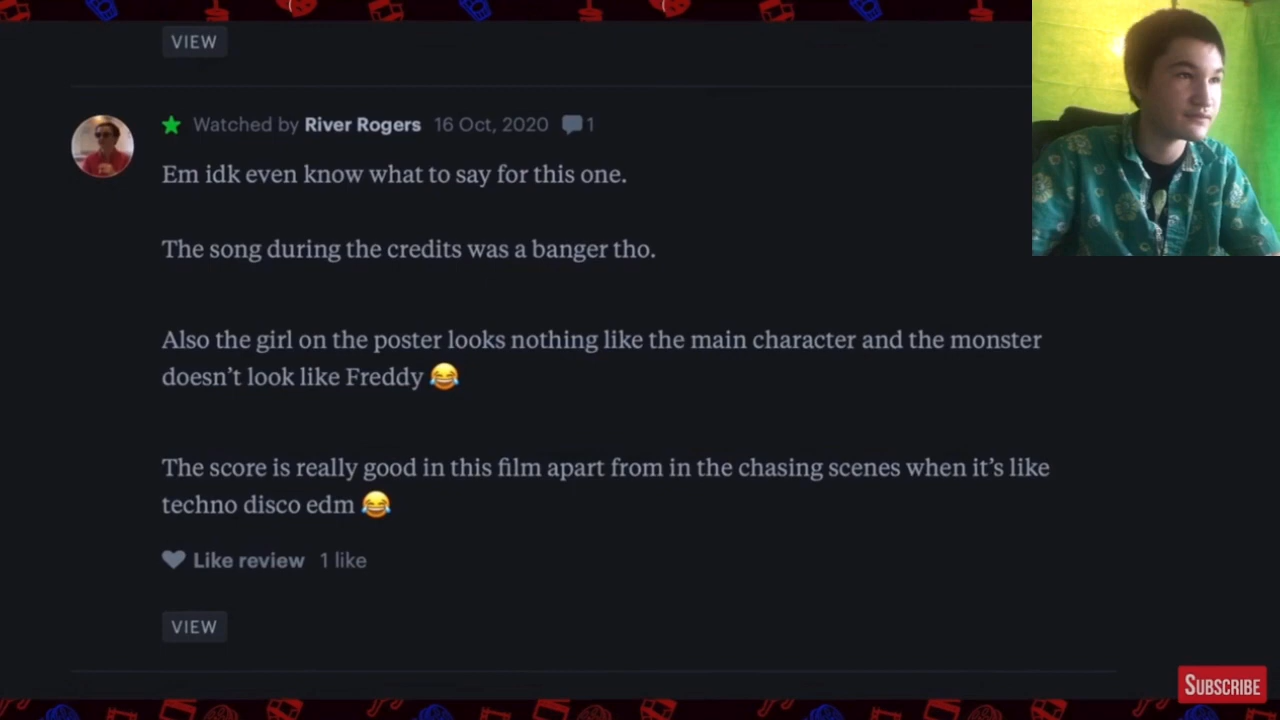 VIEW
Watched by River Rogers 16 Oct, 2020 1
Em idk even know what to say for this one.
The song during the credits was a banger tho.
Also the girl on the poster looks nothing like the main character and the monster
doesn’t look like Freddy 😂
The score is really good in this film apart from in the chasing scenes when it’s like
techno disco edm 😂
Like review 1 like
VIEW
SUBSCRIBE